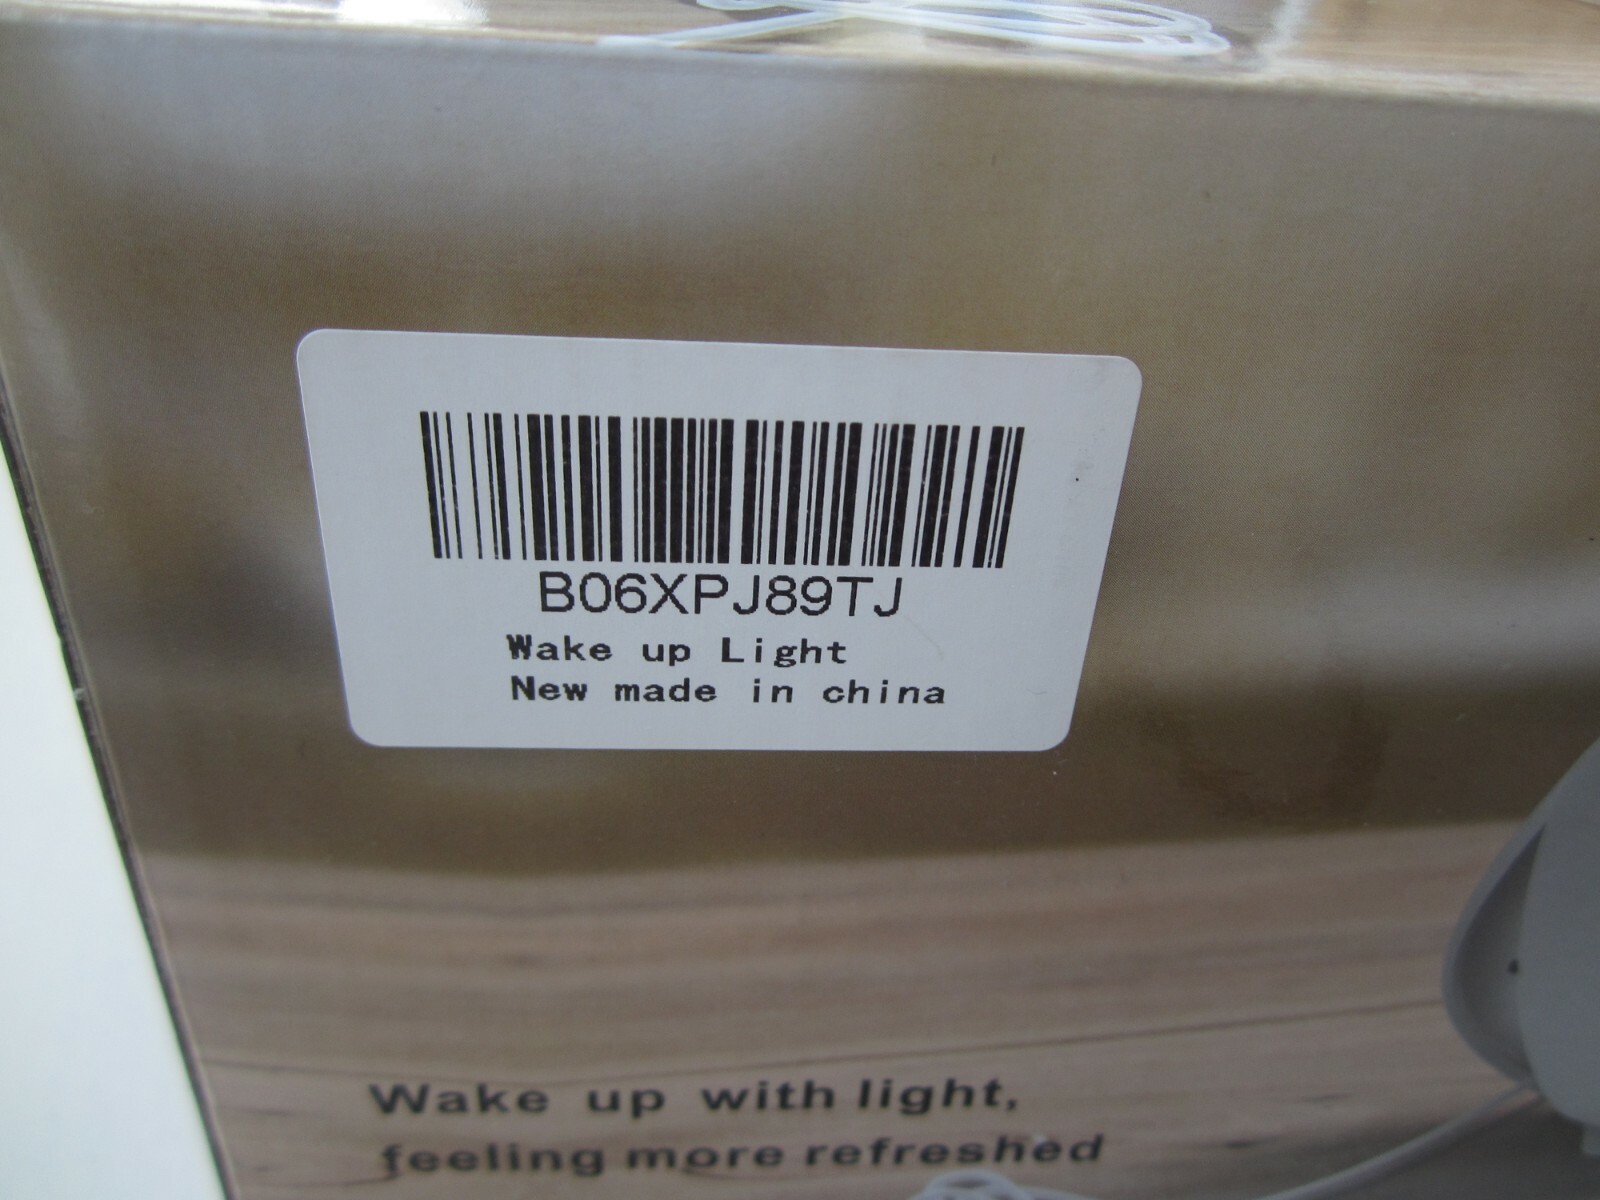 B06XPJ89TJ
Wake up Light
New made in china
Wake up with light,
feeling more refreshed